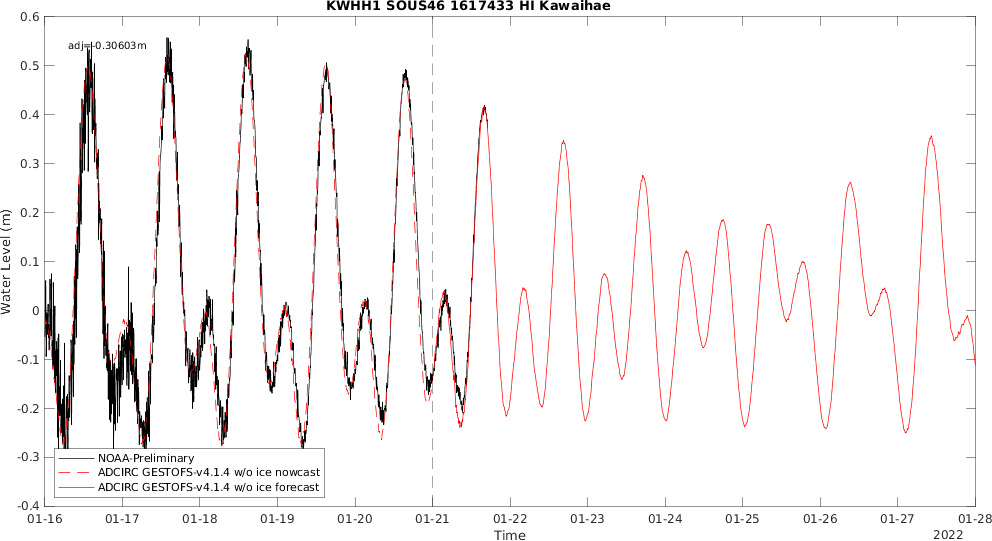 KWHH1 SOUS46 1617433 HI Kawaihae
adj=-0.30603m
Water Level (m)
0.6
0.5
0.4
0.3
0.2
0.1
0
-0.1
-0.2
-0.3
-0.4
NOAA-Preliminary
ADCIRC GESTOFS-v4.1.4 w/o ice nowcast
ADCIRC GESTOFS-v4.1.4 w/o ice forecast
01-16 01-17 01-18 01-19 01-20 01-21 01-22 01-23 01-24 01-25 01-26 01-27 01-28
Time
2022